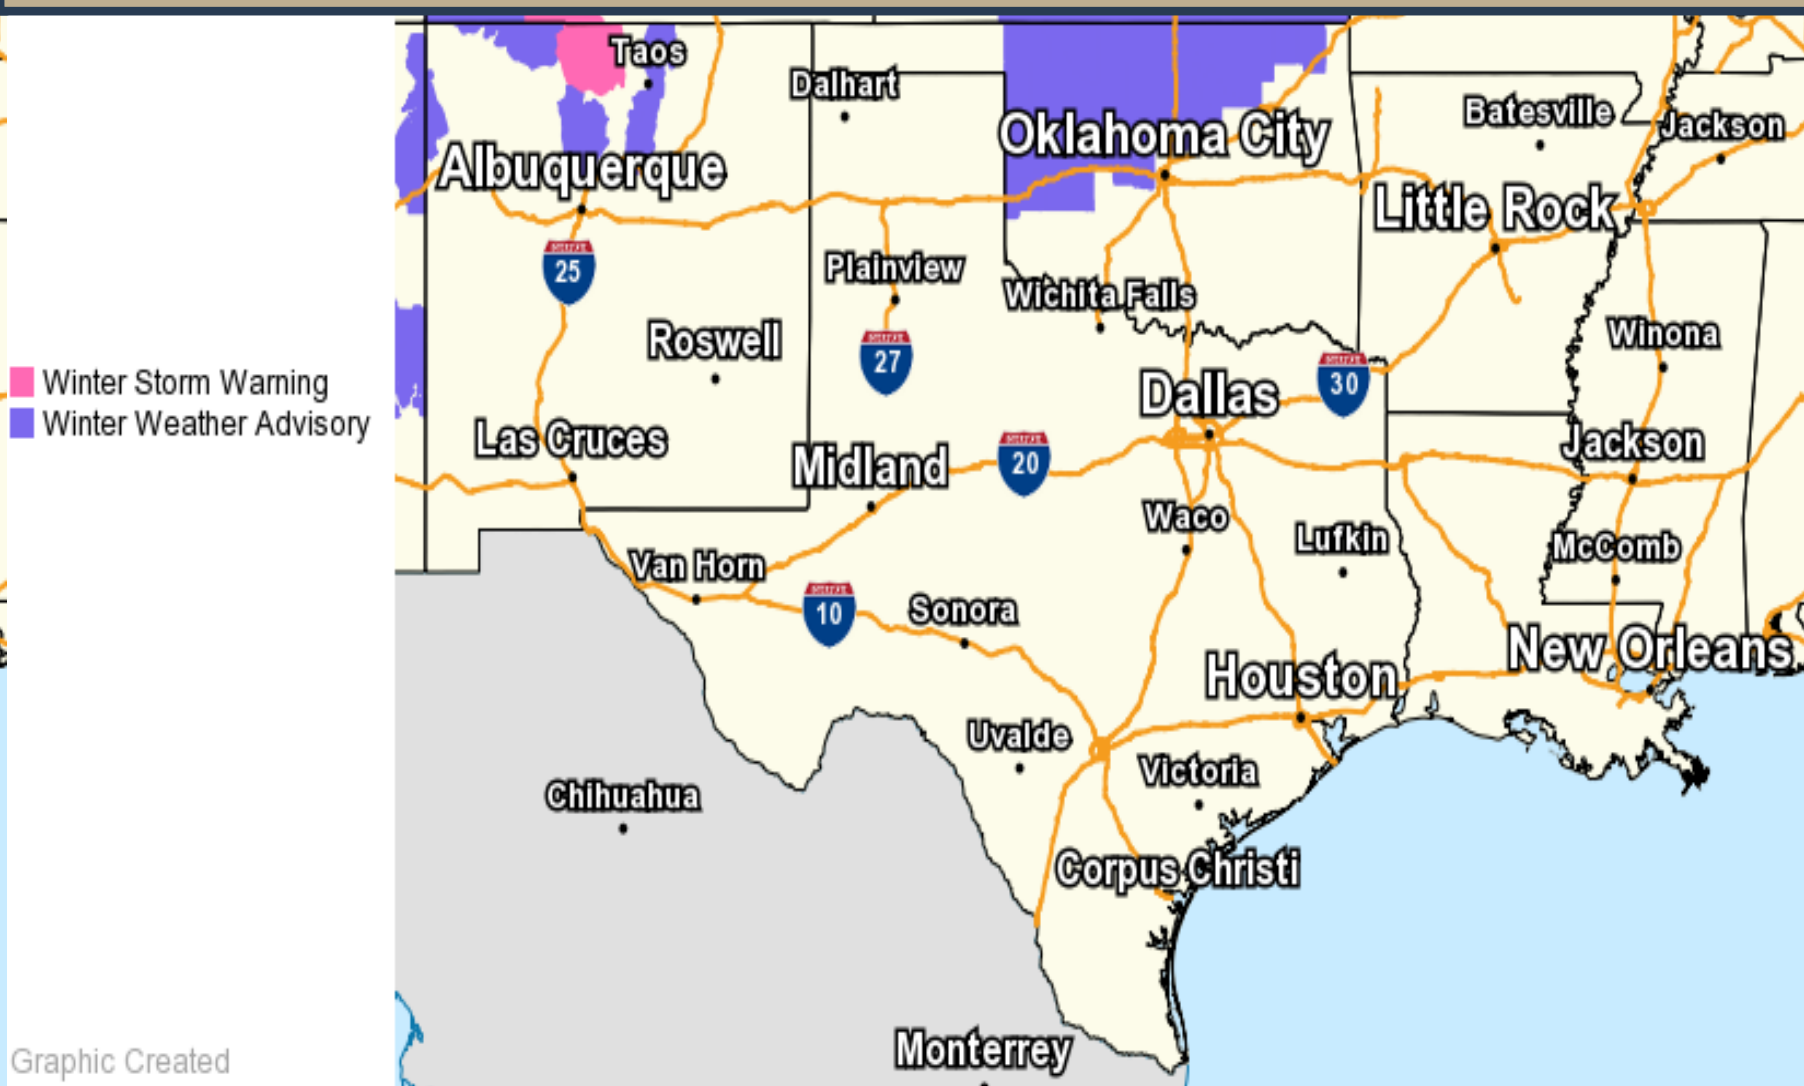 Taos
Dalhart
Oklahoma City
Batesville
Jackson
Albuquerque
Little Rock
25
Plainview
Wichita Falls
Roswell
27
Winona
30
Winter Storm Warning
Winter Weather Advisory
Dallas
Las Cruces
Midland
20
Jackson
Waco
Lufkin
McComb
Van Horn
10
Sonora
New Orleans
Houston
Uvalde
Victoria
Chihuahua
Corpus Christi
Monterrey
Graphic Created